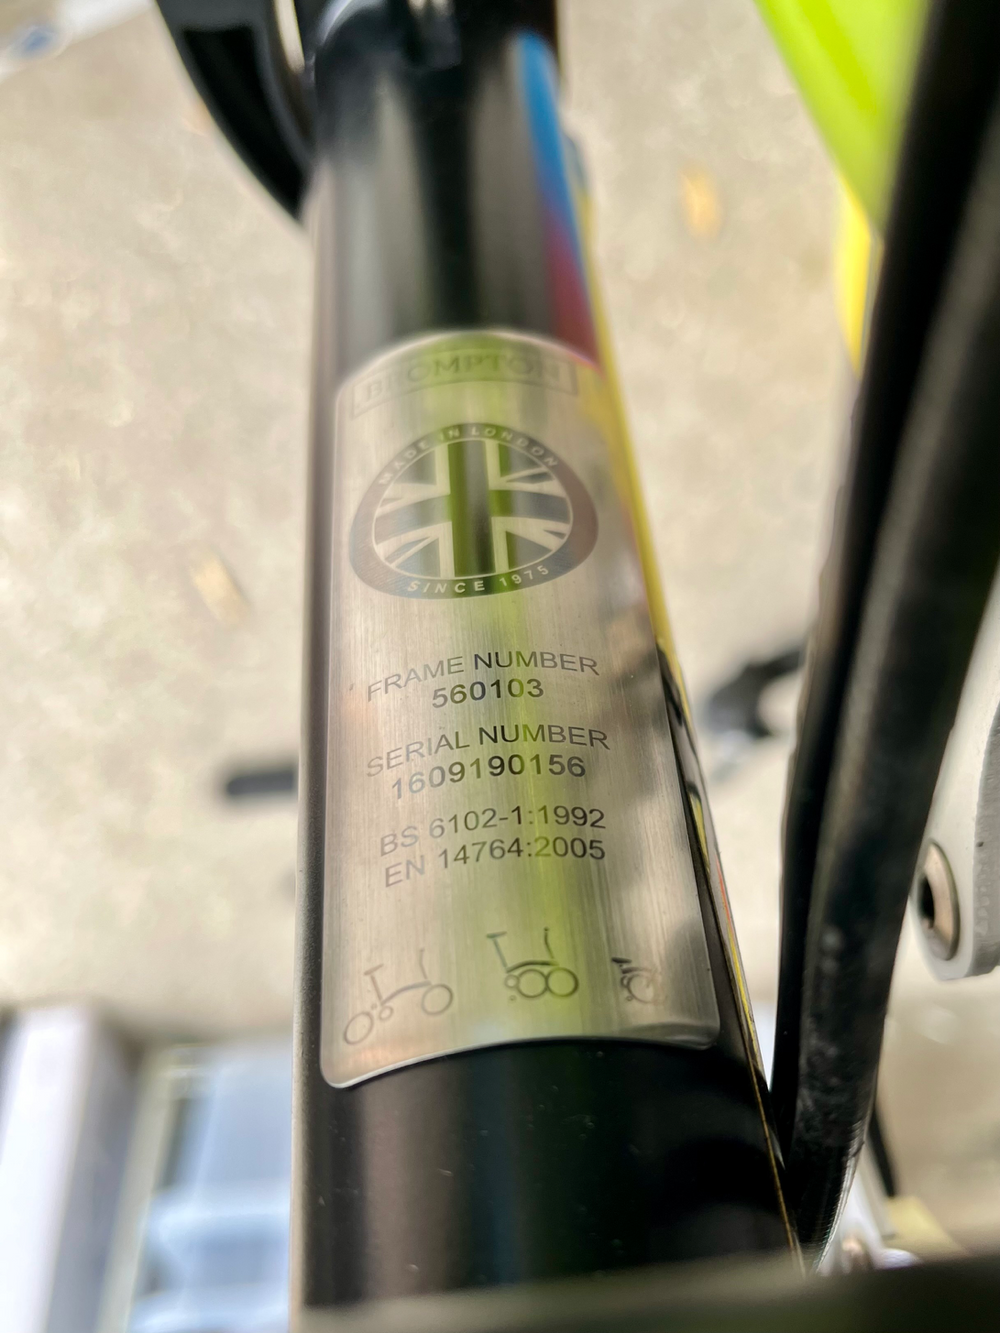 BROMPTON
MADE IN LONDON
SINCE 1975
FRAME NUMBER
560103
SERIAL NUMBER
1609190156
BS 6102-1:1992
EN 14764:2005